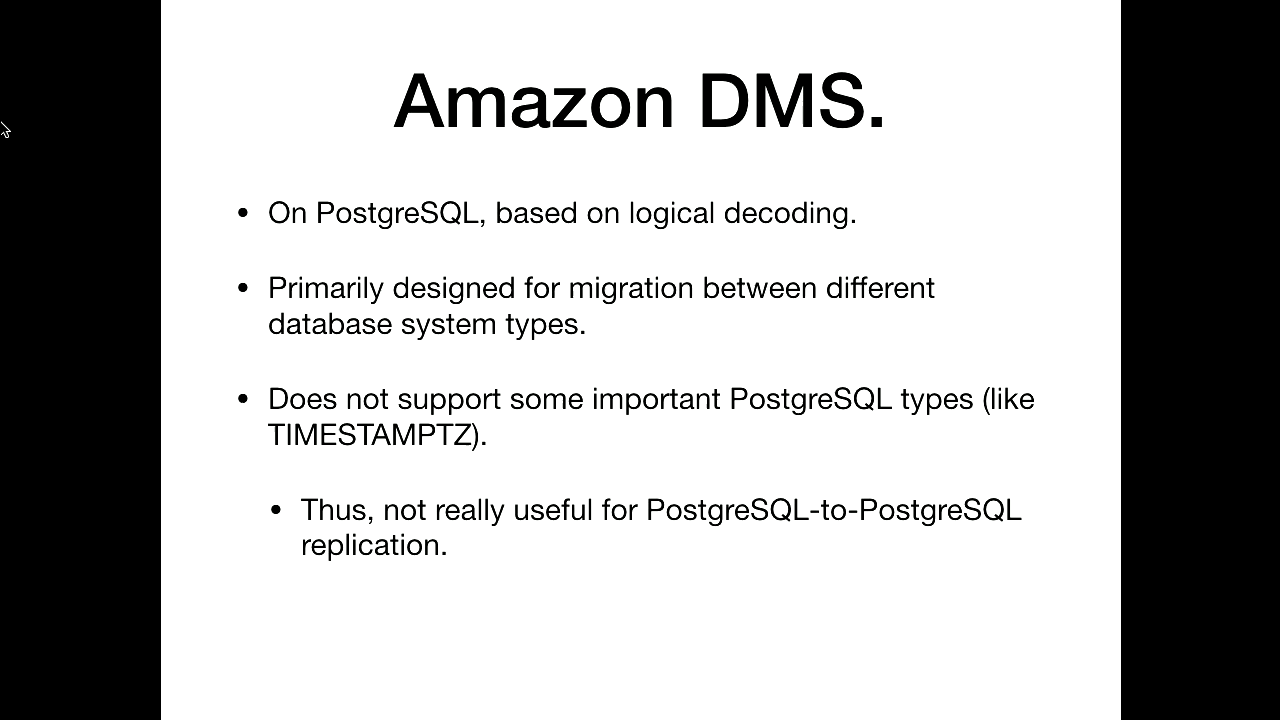 Amazon DMS.
• On PostgreSQL, based on logical decoding.
• Primarily designed for migration between different
database system types.
• Does not support some important PostgreSQL types (like
TIMESTAMPTZ).
• Thus, not really useful for PostgreSQL-to-PostgreSQL
replication.